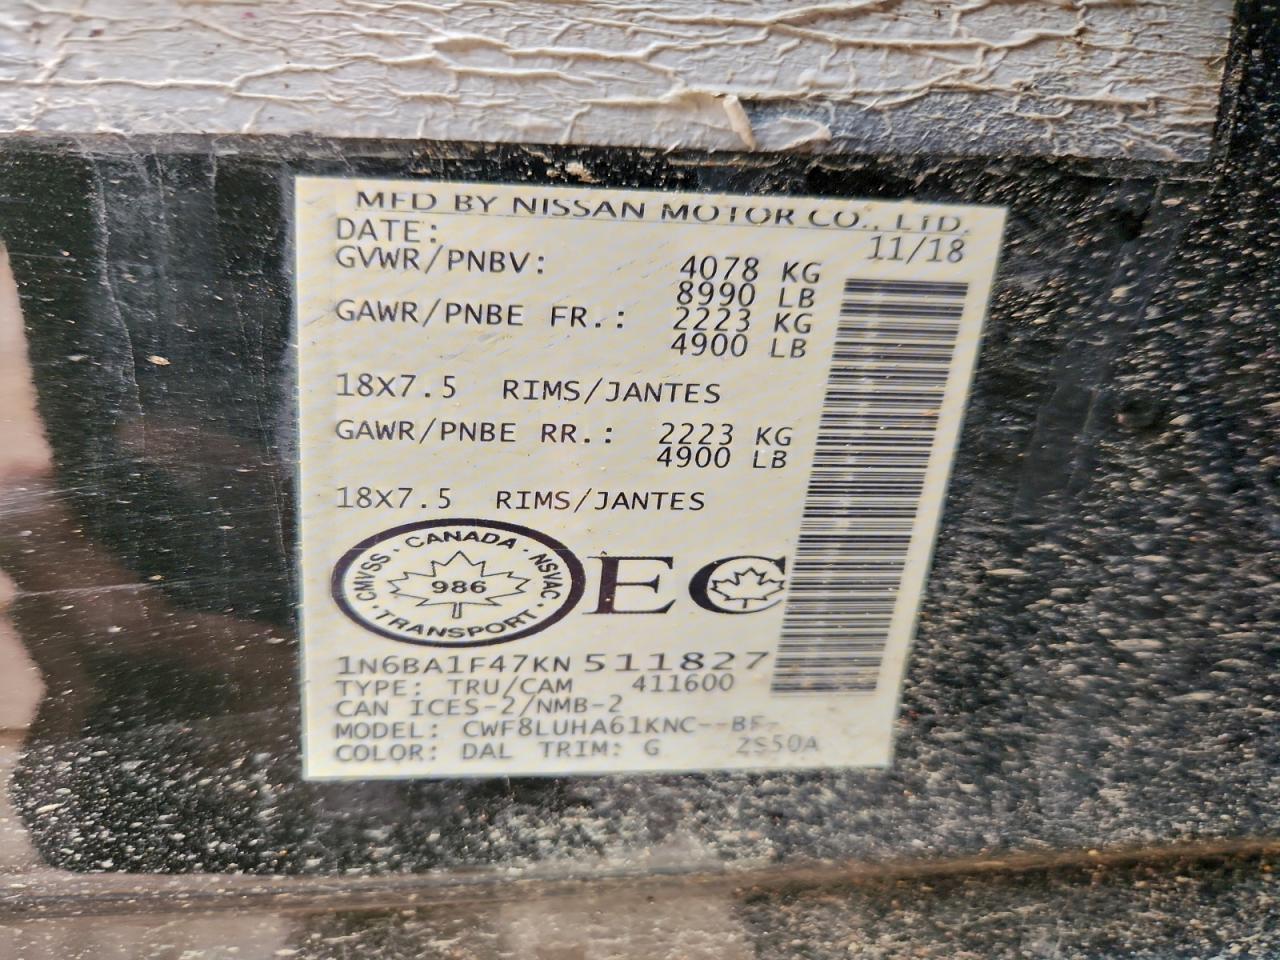 MFD BY NISSAN MOTOR CO., LTD.
DATE: 11/18
GVWR/PNBV: 4078 KG
8990 LB
GAWR/PNBE FR.: 2223 KG
4900 LB
18X7.5 RIMS/JANTES
GAWR/PNBE RR.: 2223 KG
4900 LB
18X7.5 RIMS/JANTES
CMVSS · CANADA · NSVAC · TRANSPORT ·
986
EC
1N6BA1F47KN511827
TYPE: TRU/CAM 411600
CAN ICES-2/NMB-2
MODEL: CWF8LUHA61KNC--BF-
COLOR: DAL TRIM: G ZS50A